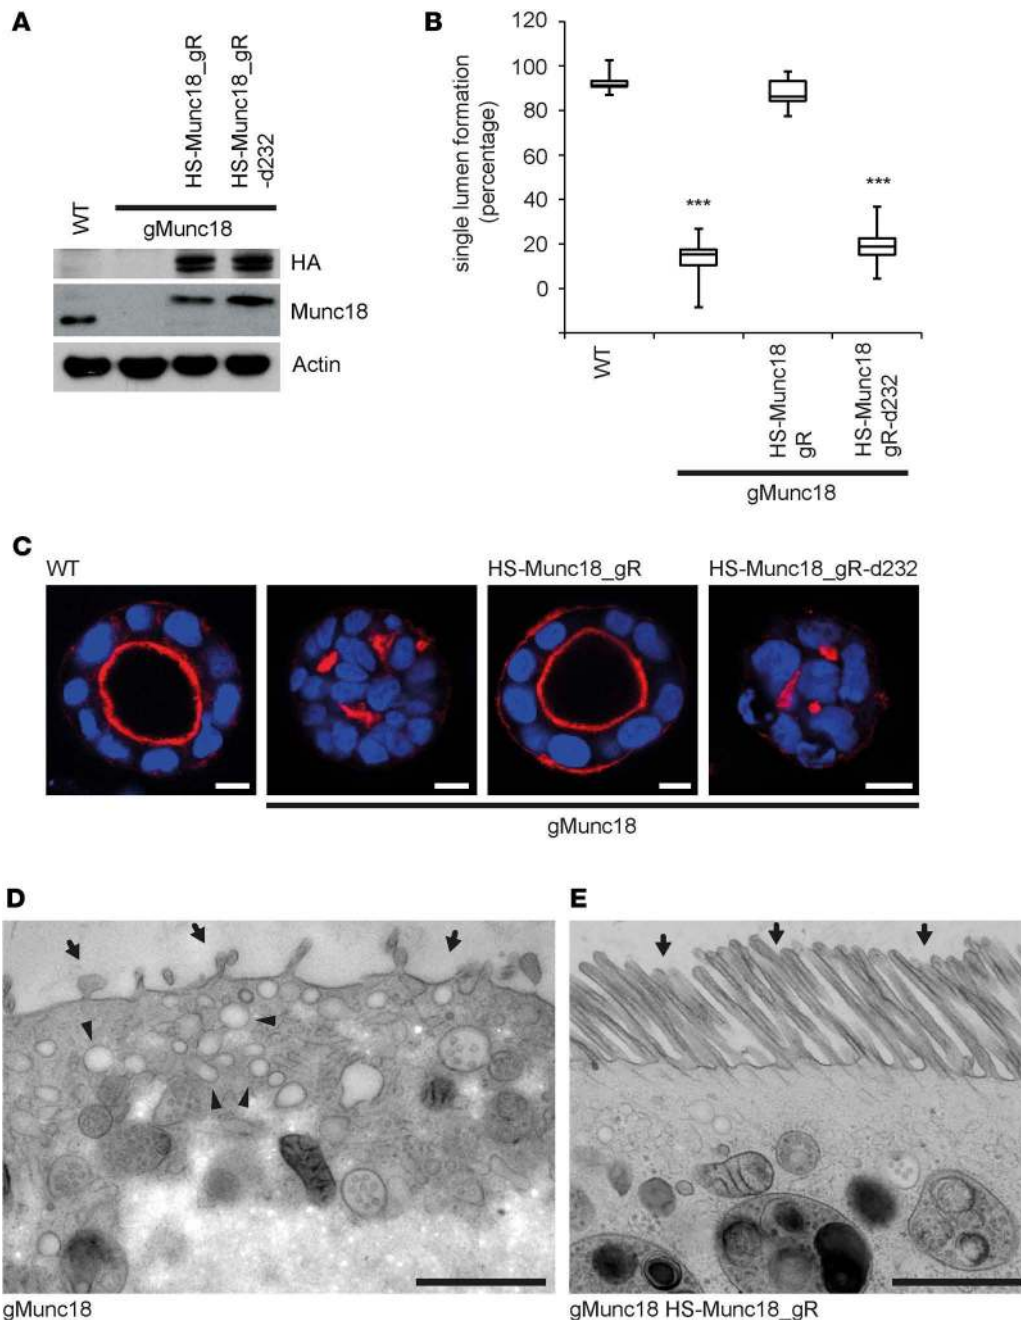 A
HS-Munc18_gR
HS-Munc18_gR
-d232
WT
gMunc18
HA
Munc18
Actin
B
single lumen formation
(percentage)
120
100
80
60
40
20
0
***
***
WT
HS-Munc18
gR
HS-Munc18
gR-d232
gMunc18
C
WT
HS-Munc18_gR
HS-Munc18_gR-d232
gMunc18
D
E
gMunc18
gMunc18 HS-Munc18_gR